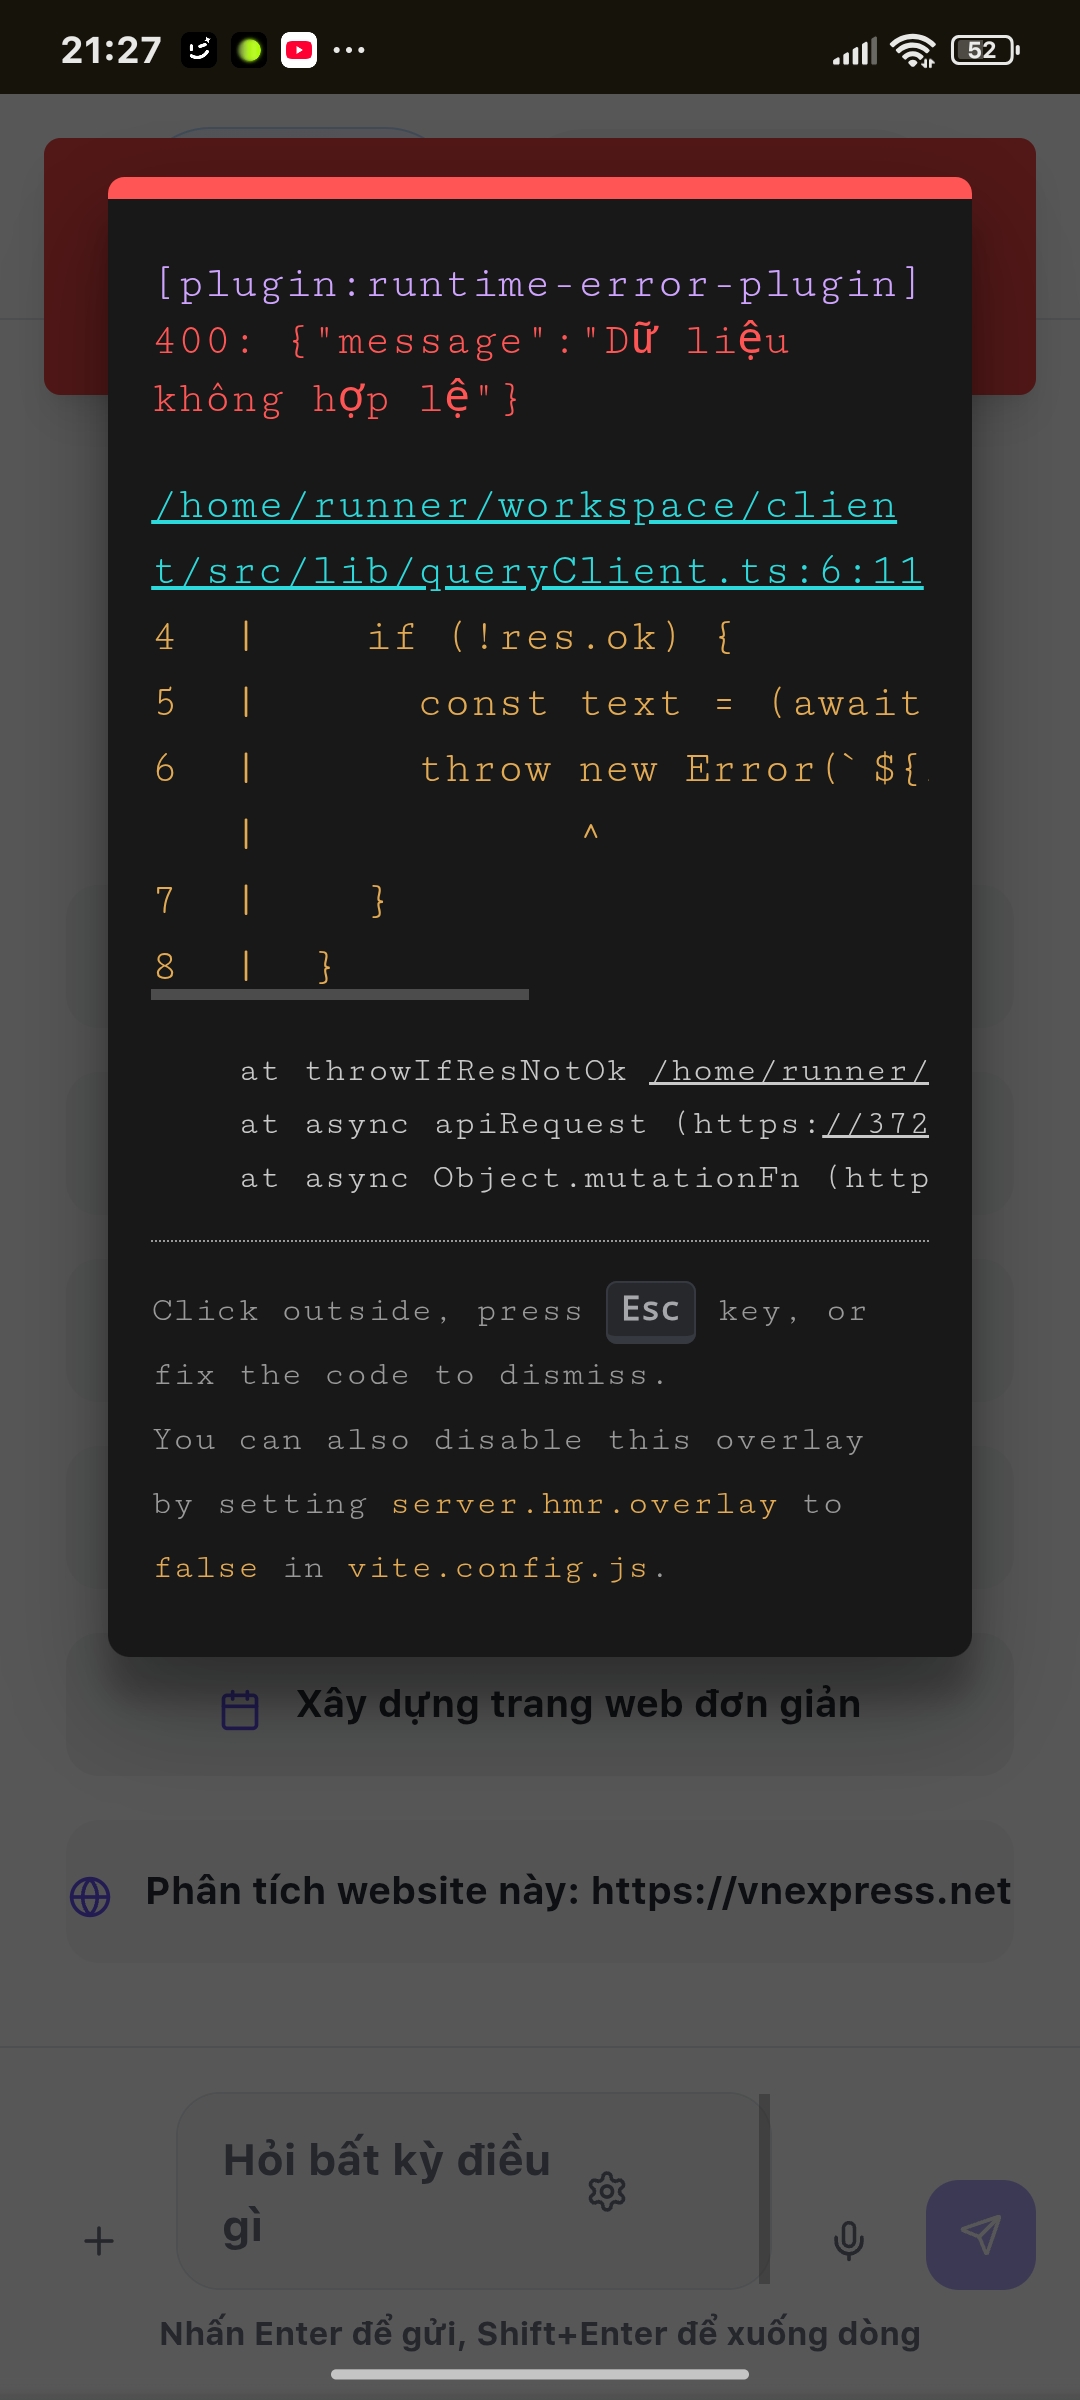 21:27
52
[plugin:runtime-error-plugin]
400: {"message":"Dữ liệu
không hợp lệ"}
/home/runner/workspace/clien
t/src/lib/queryClient.ts:6:11
4 | if (!res.ok) {
5 | const text = (await
6 | throw new Error(`${
| ^
7 | }
8 | }
at throwIfResNotOk /home/runner/
at async apiRequest (https://372
at async Object.mutationFn (http
Click outside, press Esc key, or
fix the code to dismiss.
You can also disable this overlay
by setting server.hmr.overlay to
false in vite.config.js.
Xây dựng trang web đơn giản
Phân tích website này: https://vnexpress.net
Hỏi bất kỳ điều
gì
Nhấn Enter để gửi, Shift+Enter để xuống dòng